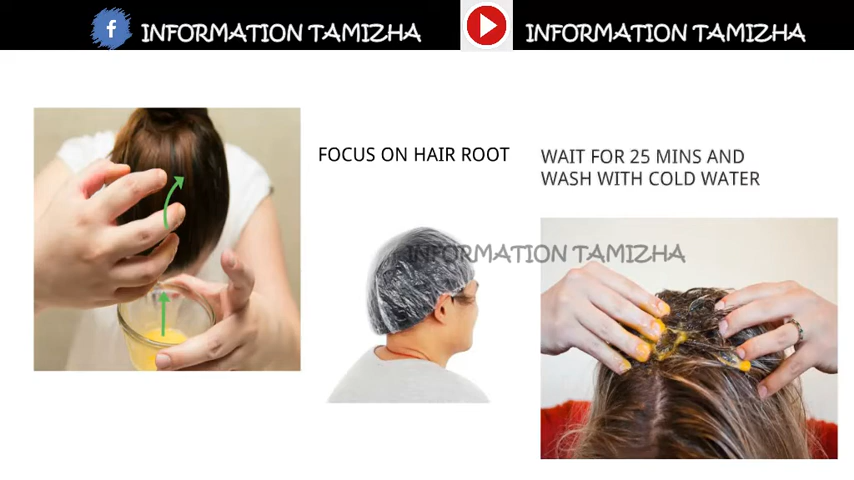 INFORMATION TAMIZHA
INFORMATION TAMIZHA
FOCUS ON HAIR ROOT
WAIT FOR 25 MINS AND
WASH WITH COLD WATER
INFORMATION TAMIZHA